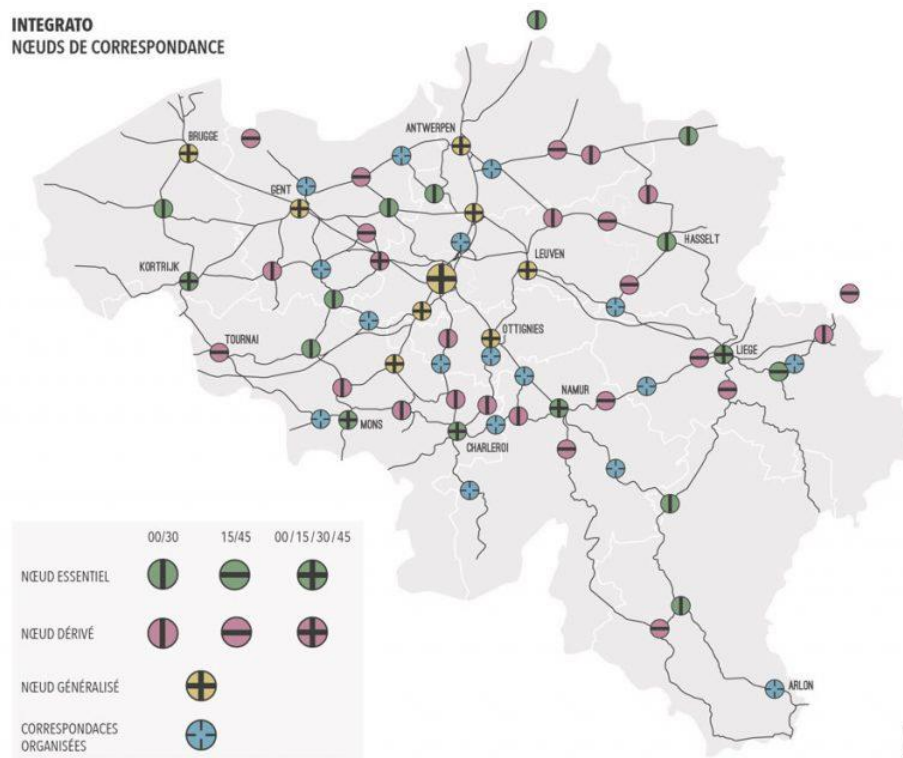 INTEGRATO
NŒUDS DE CORRESPONDANCE
ANTWERPEN
BRUGGE
GENT
HASSELT
LEUVEN
KORTRIJK
OTTIGNIES
TOURNAI
LIEGE
NAMUR
MONS
CHARLEROI
ARLON
00/30 15/45 00/15/30/45
NŒUD ESSENTIEL
NŒUD DÉRIVÉ
NŒUD GÉNÉRALISÉ
CORRESPONDACES
ORGANISÉES